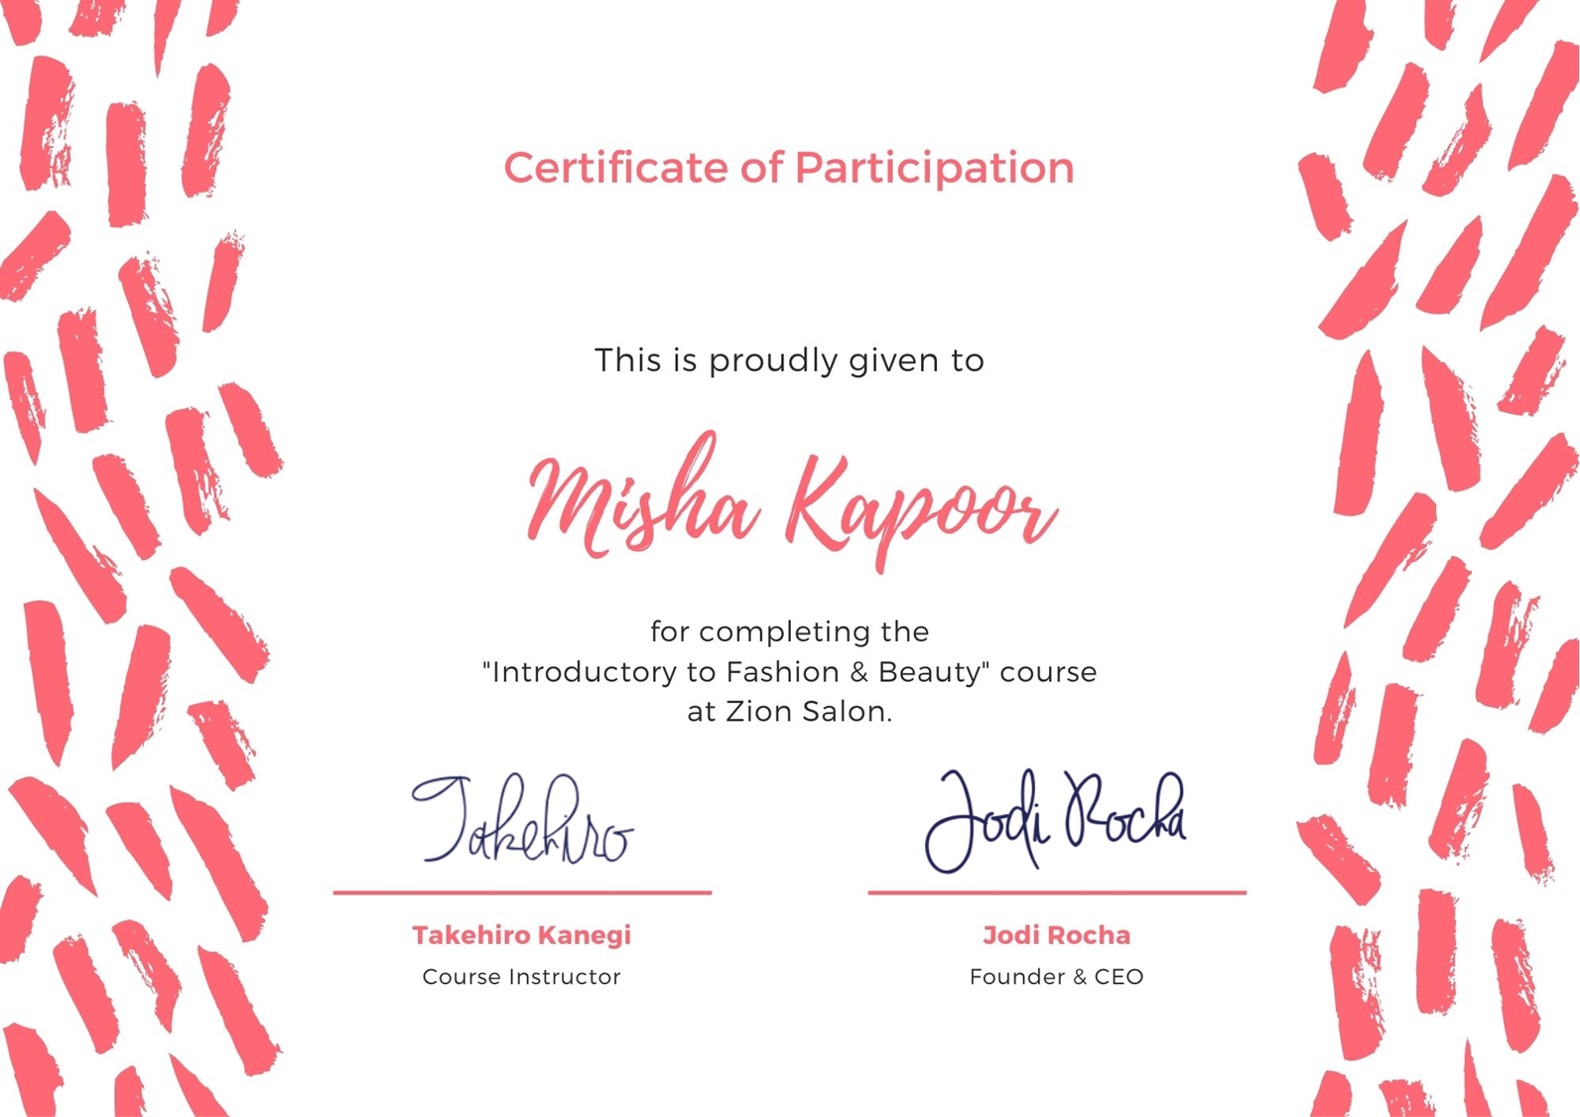 Certificate of Participation
This is proudly given to
Misha Kapoor
for completing the
"Introductory to Fashion & Beauty" course
at Zion Salon.
Takehiro
Jodi Rocha
Takehiro Kanegi
Jodi Rocha
Course Instructor
Founder & CEO